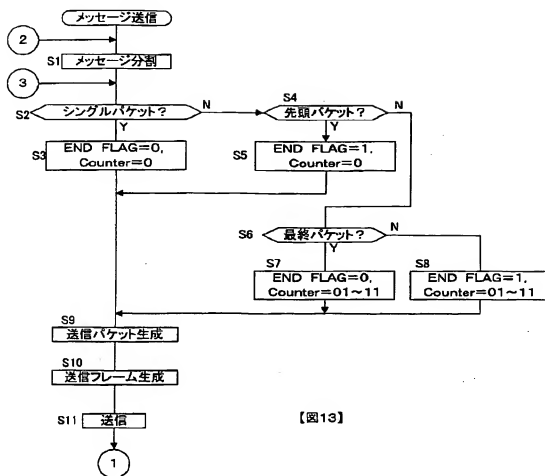 メッセージ送信
2
S1 メッセージ分割
3
S2 シングルパケット? N
Y
S4 先頭パケット? N
Y
S3 END FLAG=0,
Counter=0
S5 END FLAG=1,
Counter=0
S6 最終パケット? N
Y
S7 END FLAG=0,
Counter=01~11
S8 END FLAG=1,
Counter=01~11
S9
送信パケット生成
S10
送信フレーム生成
S11 送信
1
【図13】